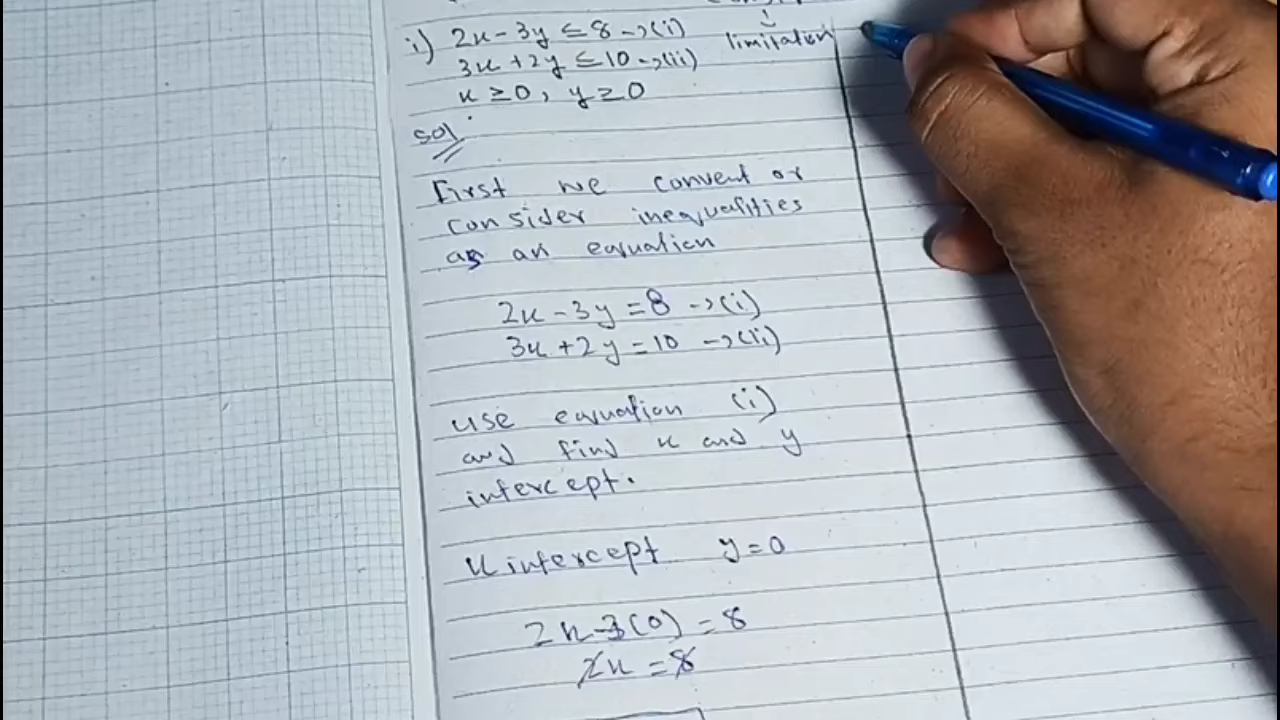 i) 2x - 3y ≤ 8 → (i)
limitation
3x + 2y ≤ 10 → (ii)
x ≥ 0, y ≥ 0
Sol
First we convent or
consider inequalities
as an equation
2x - 3y = 8 → (i)
3x + 2y = 10 → (ii)
use equation (i)
and find x and y
intercept.
x intercept y = 0
2x - 3(0) = 8
2x = 8